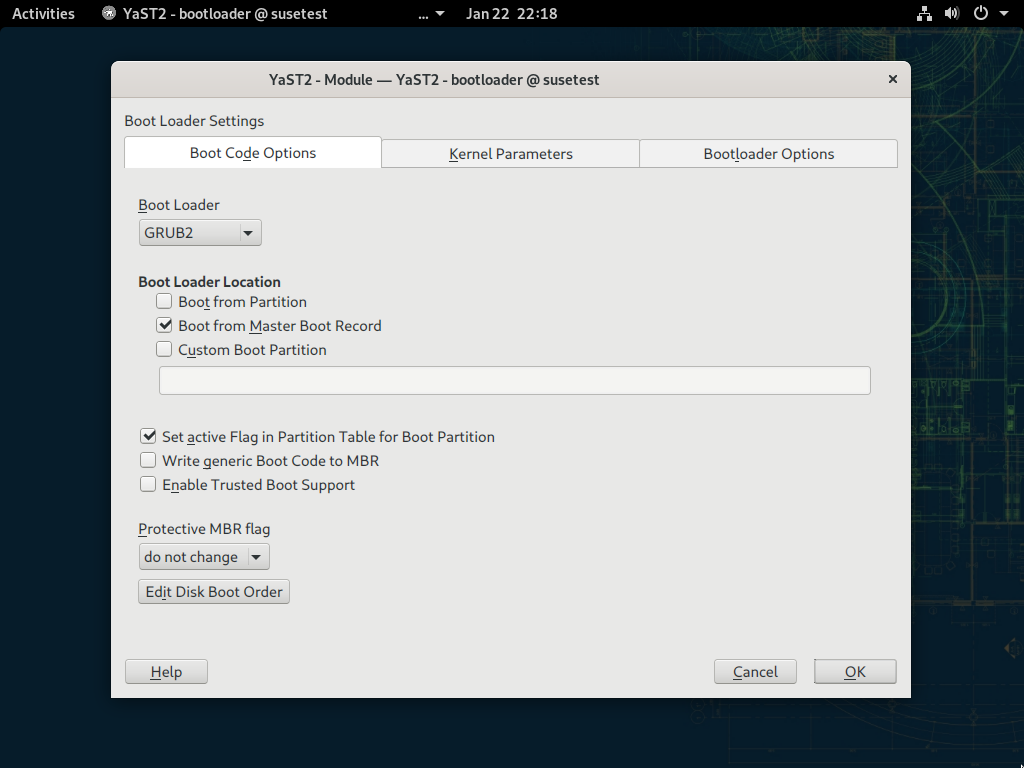 Activities YaST2 - bootloader @ susetest ... Jan 22 22:18
YaST2 - Module — YaST2 - bootloader @ susetest ×
Boot Loader Settings
Boot Code Options Kernel Parameters Bootloader Options
Boot Loader
GRUB2
Boot Loader Location
Boot from Partition
Boot from Master Boot Record
Custom Boot Partition
Set active Flag in Partition Table for Boot Partition
Write generic Boot Code to MBR
Enable Trusted Boot Support
Protective MBR flag
do not change
Edit Disk Boot Order
Help Cancel OK